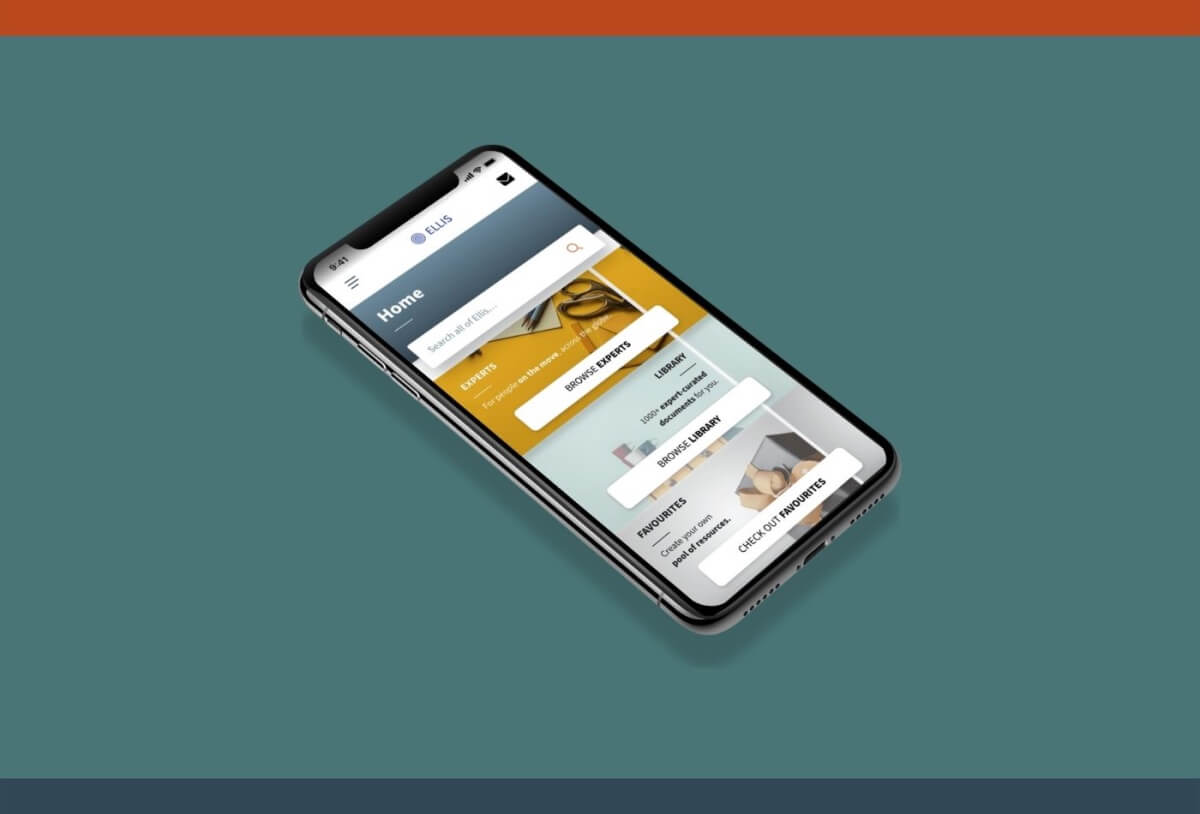 9:41
ELLIS
Home
Search all of Ellis...
EXPERTS
For people on the move, across the globe
BROWSE EXPERTS
LIBRARY
1000+ expert-curated
documents for you.
BROWSE LIBRARY
FAVOURITES
Create your own
pool of resources.
CHECK OUT FAVOURITES